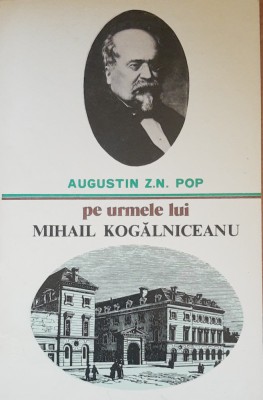 AUGUSTIN Z.N. POP
pe urmele lui
MIHAIL KOGĂLNICEANU